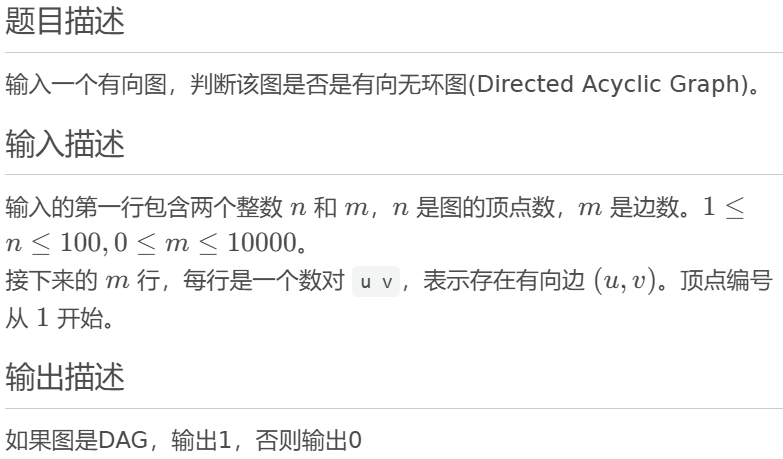 题目描述
输入一个有向图，判断该图是否是有向无环图(Directed Acyclic Graph)。
输入描述
输入的第一行包含两个整数 n 和 m，n 是图的顶点数，m 是边数。1 ≤
n ≤ 100, 0 ≤ m ≤ 10000。
接下来的 m 行，每行是一个数对 u v，表示存在有向边 (u, v)。顶点编号
从 1 开始。
输出描述
如果图是DAG，输出1，否则输出0